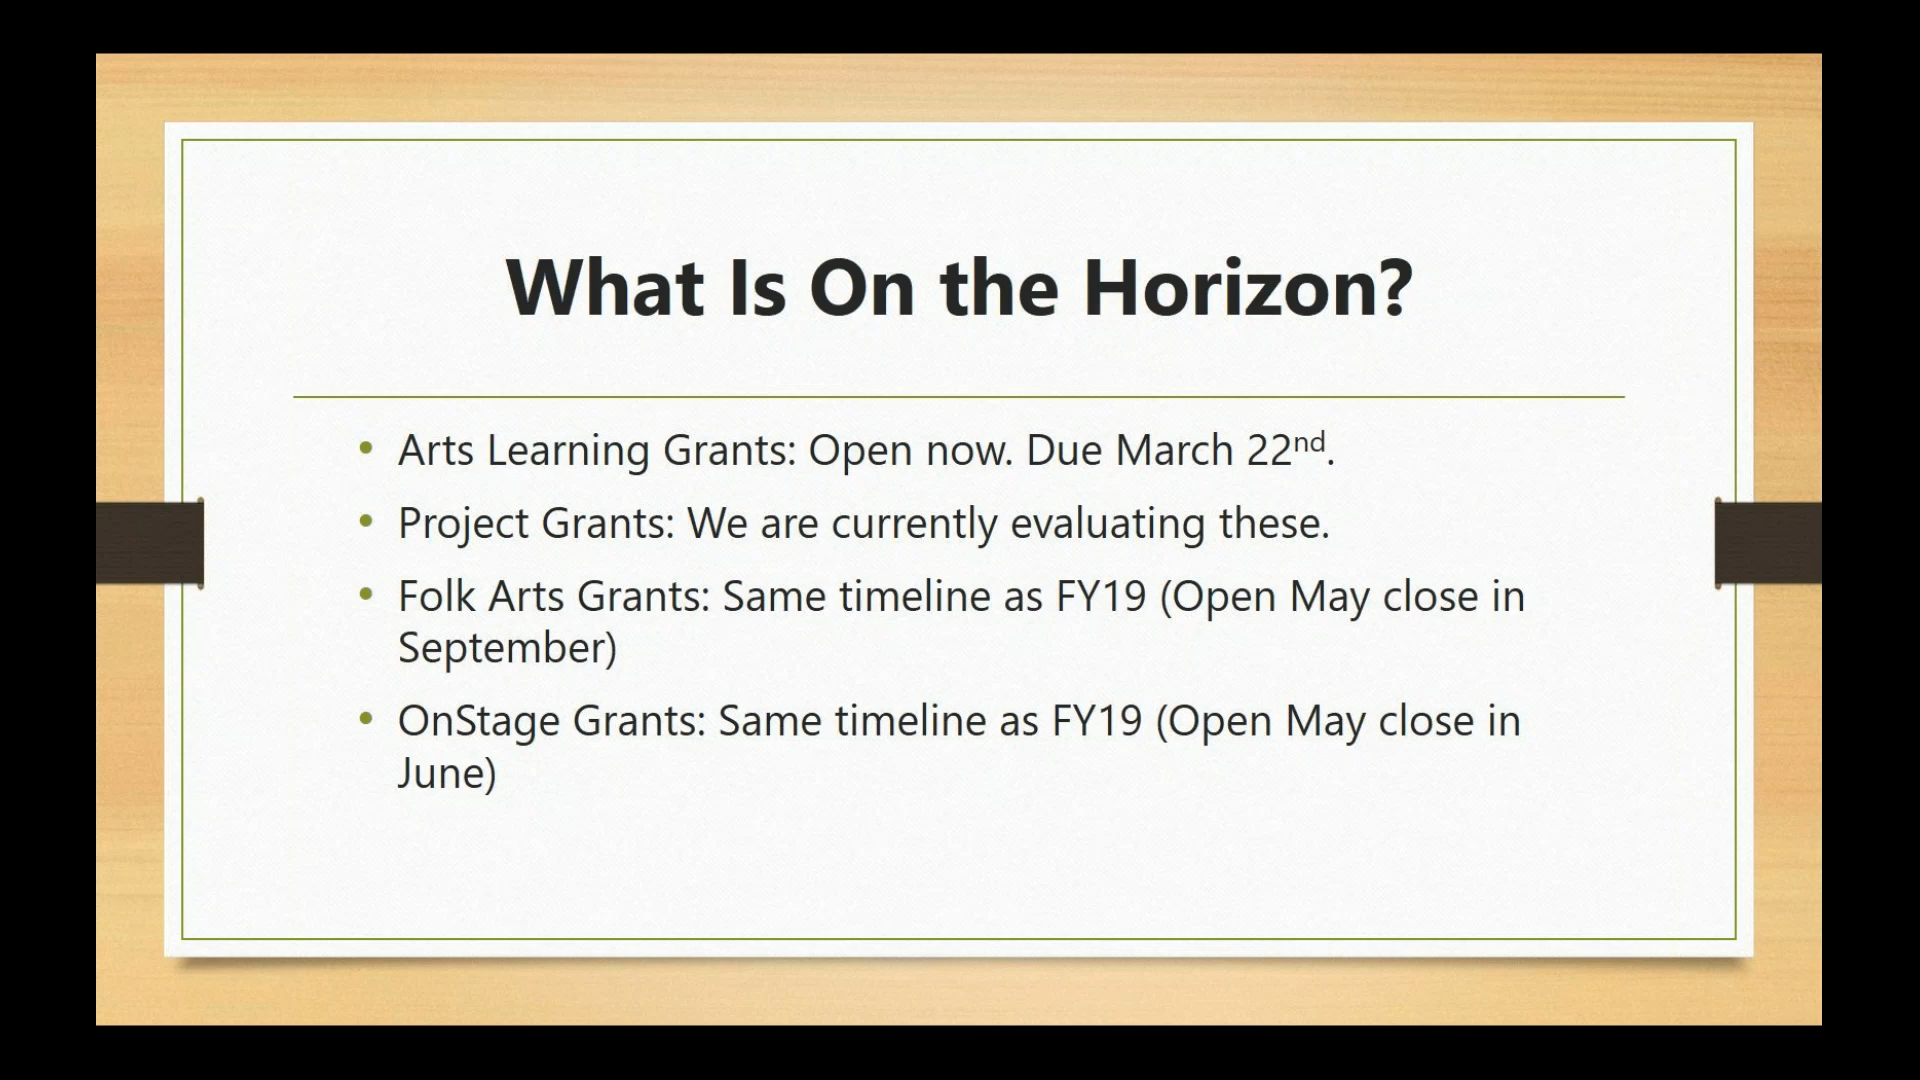 What Is On the Horizon?
• Arts Learning Grants: Open now. Due March 22nd.
• Project Grants: We are currently evaluating these.
• Folk Arts Grants: Same timeline as FY19 (Open May close in
September)
• OnStage Grants: Same timeline as FY19 (Open May close in
June)